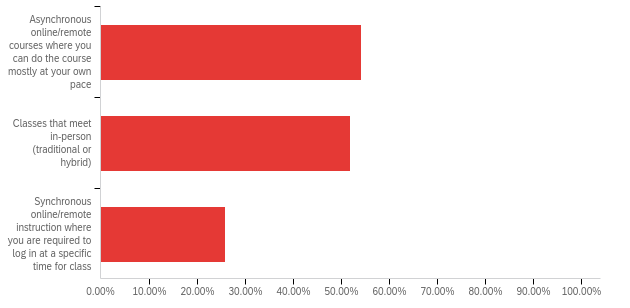 Asynchronous
online/remote
courses where you
can do the course
mostly at your own
pace
Classes that meet
in-person
(traditional or
hybrid)
Synchronous
online/remote
instruction where
you are required to
log in at a specific
time for class
0.00% 10.00% 20.00% 30.00% 40.00% 50.00% 60.00% 70.00% 80.00% 90.00% 100.00%